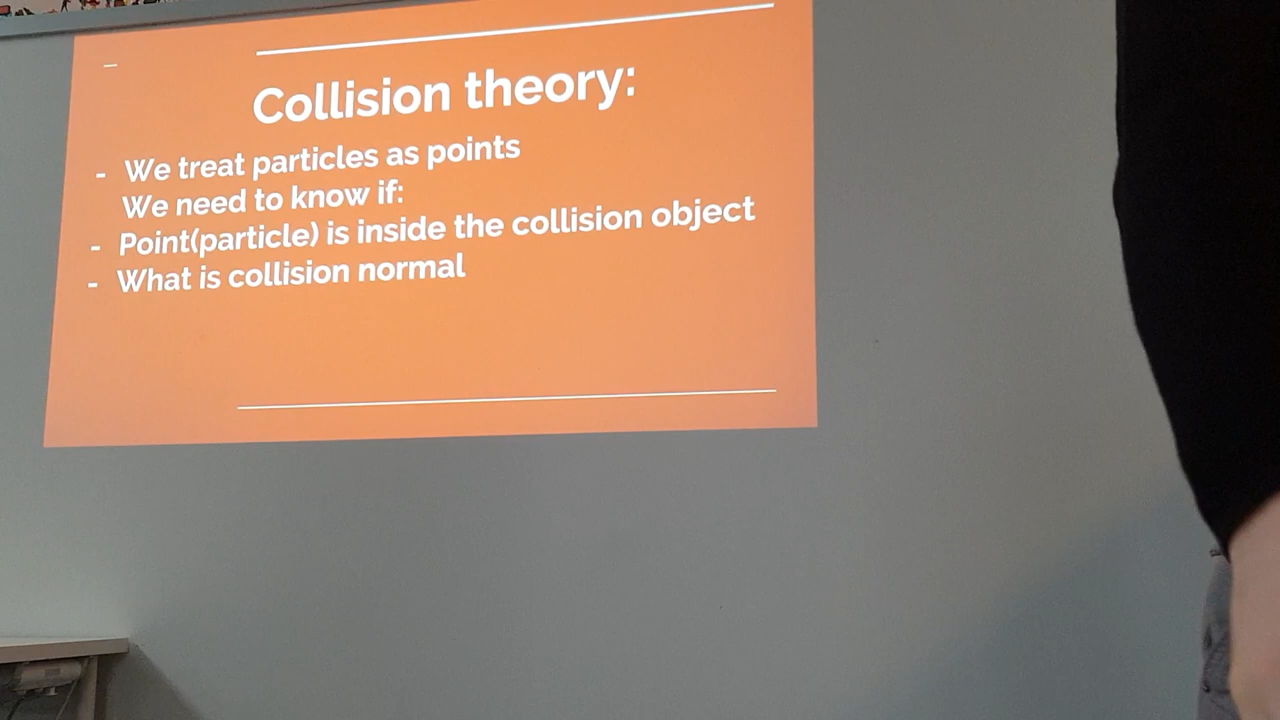 Collision theory:
- We treat particles as points
We need to know if:
- Point(particle) is inside the collision object
- What is collision normal